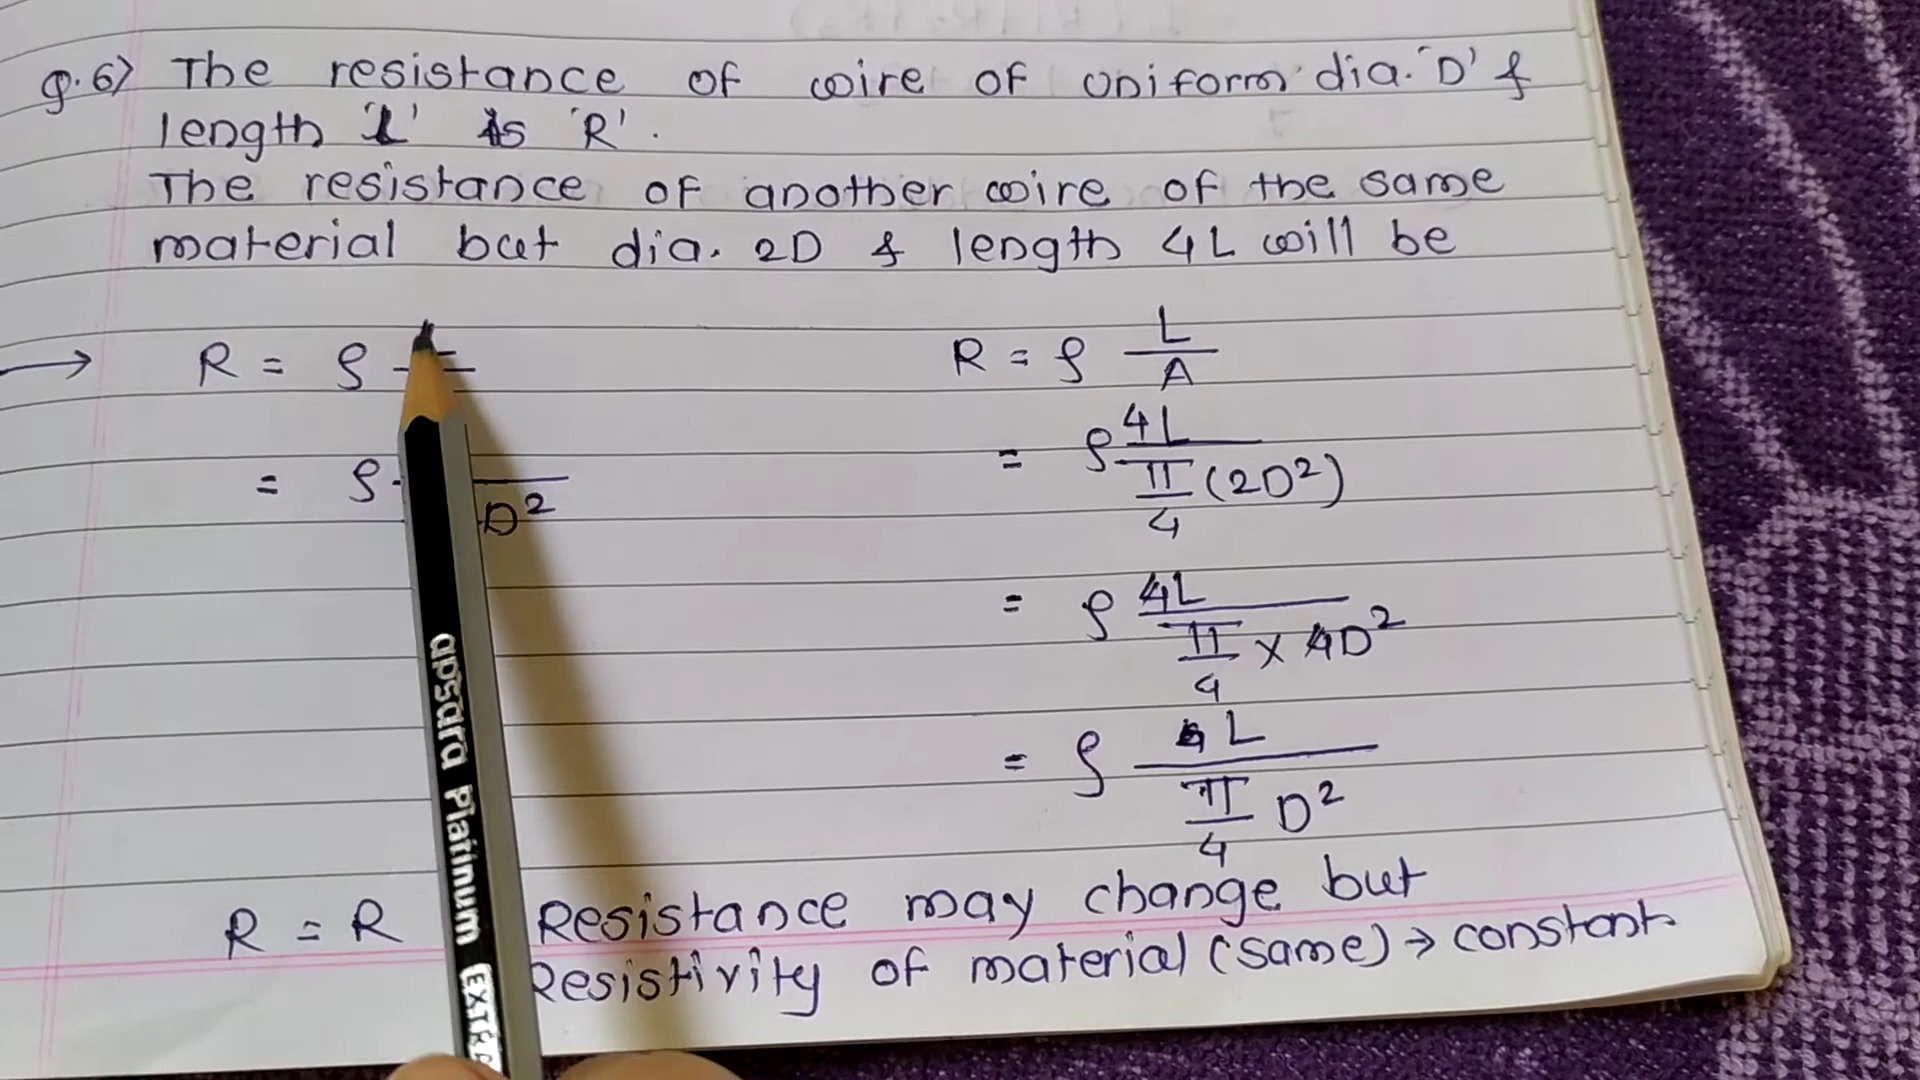 Q.6) The resistance of wire of uniform dia. 'D' &
length 'L' is 'R'.
The resistance of another wire of the same
material but dia. 2D & length 4L will be
→ R = ρ
= ρ D²
R = ρ L/A
= ρ 4L / π/4 (2D²)
= ρ 4L / π/4 × 4D²
= ρ L / π/4 D²
R = R
Resistance may change but
Resistivity of material (same) → constant.
apsara Platinum